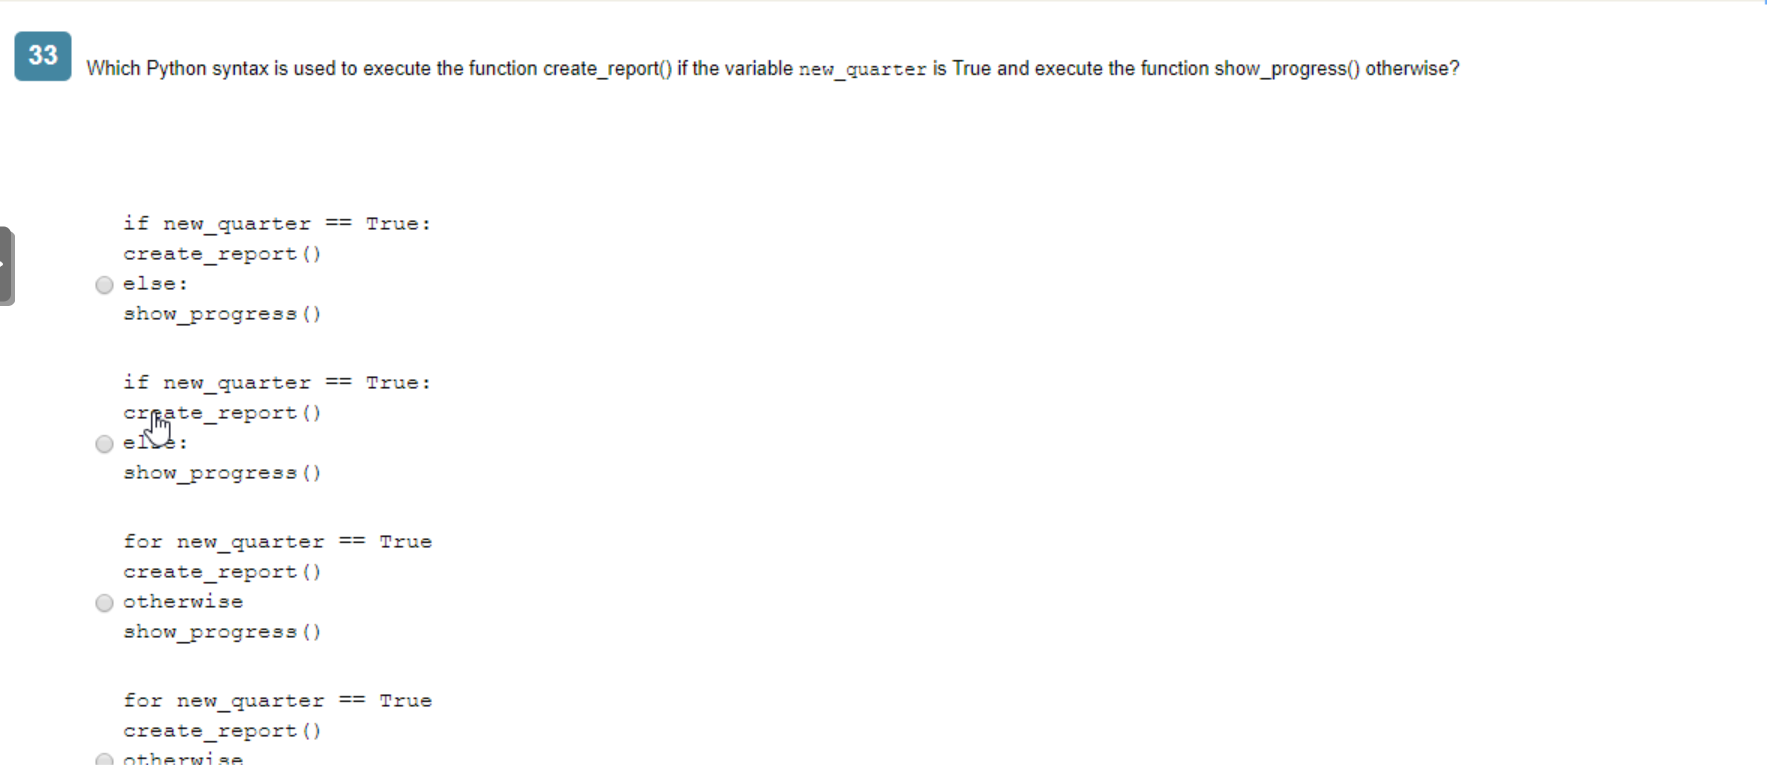 33
Which Python syntax is used to execute the function create_report() if the variable new_quarter is True and execute the function show_progress() otherwise?
if new_quarter == True:
create_report()
else:
show_progress()
if new_quarter == True:
create_report()
else:
show_progress()
for new_quarter == True
create_report()
otherwise
show_progress()
for new_quarter == True
create_report()
otherwise